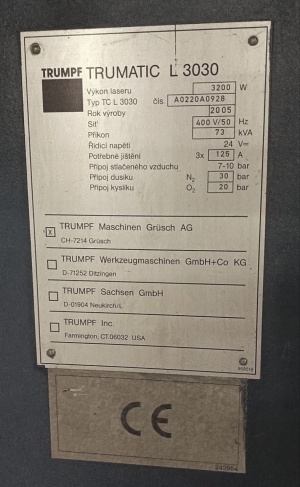 TRUMPF TRUMATIC L 3030
Výkon laseru 3200 W
Typ TC L 3030 čís. A0220A0928
Rok výroby 2005
Síť 400 V/50 Hz
Příkon 73 kVA
Řídicí napětí 24 V=
Potřebné jištění 3x 125 A
Přípoj stlačeného vzduchu 7-10 bar
Přípoj dusíku N₂ 30 bar
Přípoj kyslíku O₂ 20 bar
x TRUMPF Maschinen Grüsch AG
CH-7214 Grüsch
TRUMPF Werkzeugmaschinen GmbH+Co KG
D-71252 Ditzingen
TRUMPF Sachsen GmbH
D-01904 Neukirch/L.
TRUMPF Inc.
Farmington, CT.06032 USA
CE